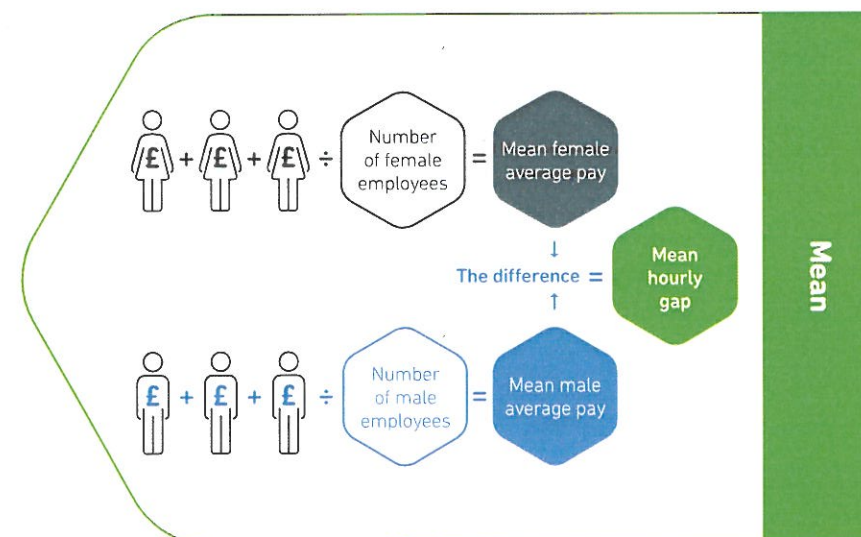 £ + £ + £ ÷
Number
of female
employees
=
Mean female
average pay
↓
The difference =
↑
Mean
hourly
gap
£ + £ + £ ÷
Number
of male
employees
=
Mean male
average pay
Mean